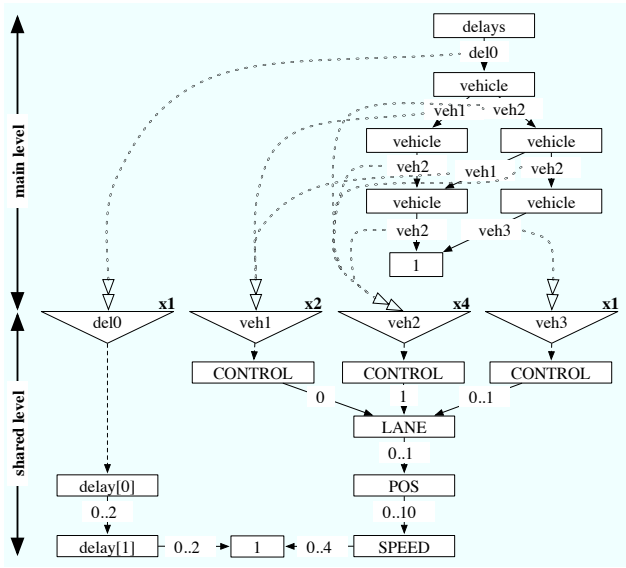 delays
del0
vehicle
veh1
veh2
vehicle
vehicle
veh2
veh1
veh2
vehicle
vehicle
veh2
veh3
1
main level
x1
x2
x4
x1
del0
veh1
veh2
veh3
CONTROL
CONTROL
CONTROL
0
1
0..1
LANE
0..1
shared level
delay[0]
POS
0..2
0..10
delay[1]
0..2
1
0..4
SPEED